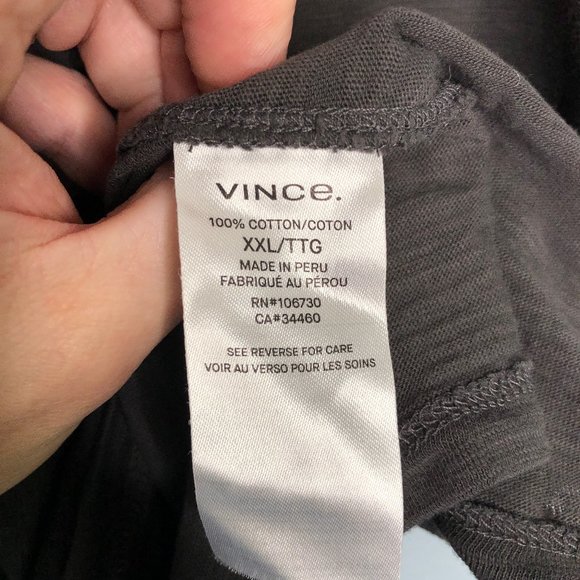 VINCe.
100% COTTON/COTON
XXL/TTG
MADE IN PERU
FABRIQUÉ AU PÉROU
RN#106730
CA#34460
SEE REVERSE FOR CARE
VOIR AU VERSO POUR LES SOINS